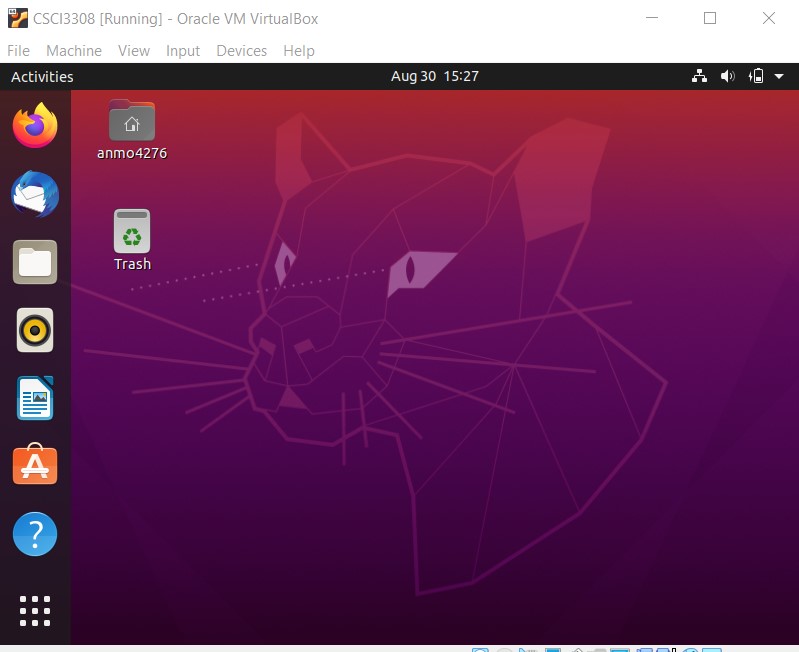 CSCI3308 [Running] - Oracle VM VirtualBox
File Machine View Input Devices Help
Activities Aug 30 15:27
anmo4276
Trash